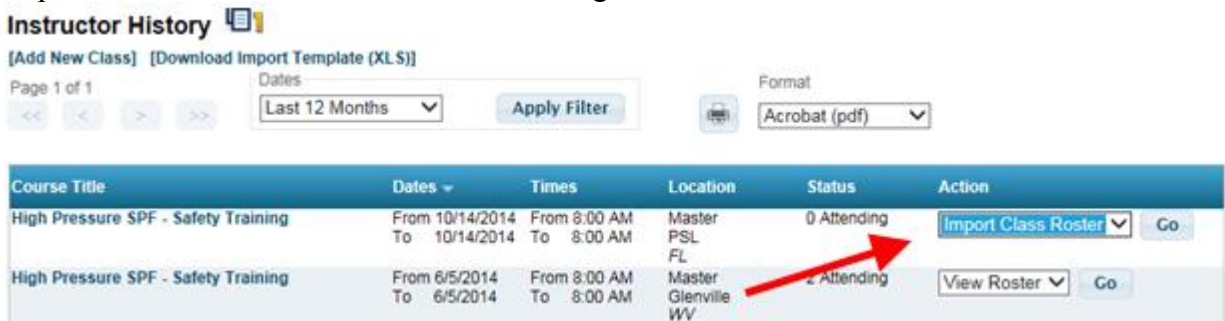 Instructor History
[Add New Class] [Download Import Template (XLS)]
Page 1 of 1
Dates
Format
<< < > >>
Last 12 Months
Apply Filter
Acrobat (pdf)
Course Title Dates Times Location Status Action
High Pressure SPF - Safety Training From 10/14/2014 From 8:00 AM Master 0 Attending Import Class Roster Go
To 10/14/2014 To 8:00 AM PSL
FL
High Pressure SPF - Safety Training From 6/5/2014 From 8:00 AM Master 2 Attending View Roster Go
To 6/5/2014 To 8:00 AM Glenville
WV